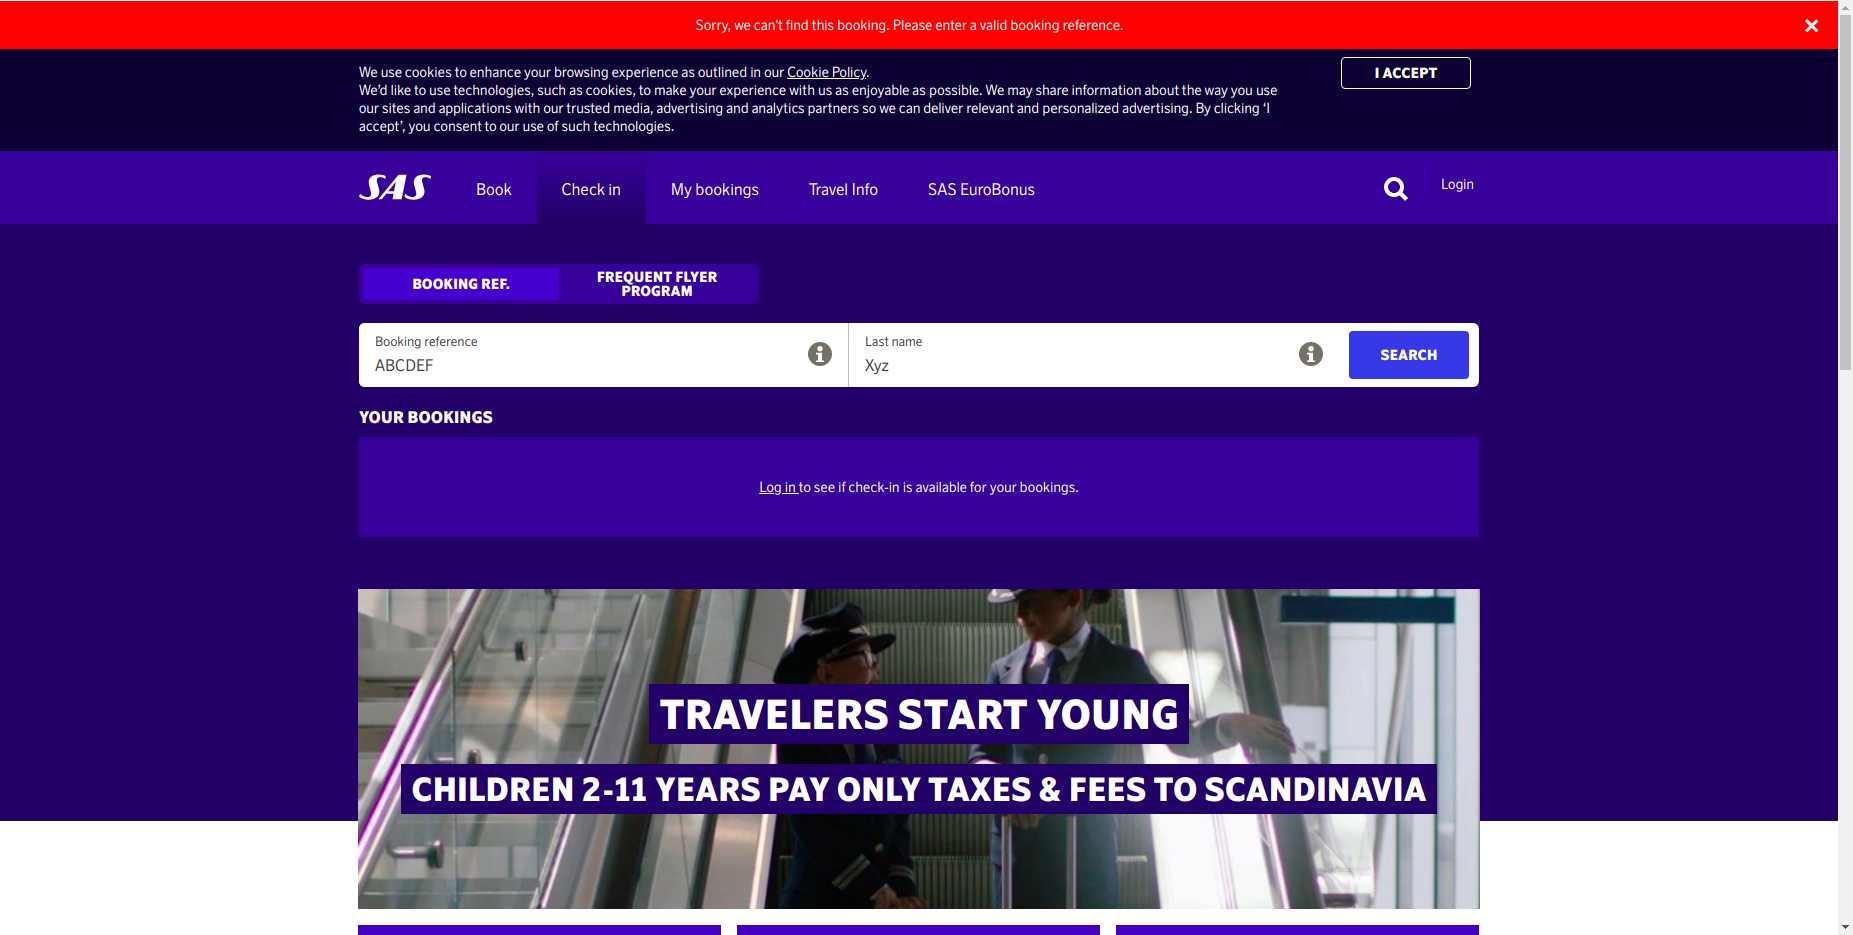 Sorry, we can't find this booking. Please enter a valid booking reference.
We use cookies to enhance your browsing experience as outlined in our Cookie Policy.
We'd like to use technologies, such as cookies, to make your experience with us as enjoyable as possible. We may share information about the way you use
our sites and applications with our trusted media, advertising and analytics partners so we can deliver relevant and personalized advertising. By clicking ‘I
accept’, you consent to our use of such technologies.
I ACCEPT
SAS
Book
Check in
My bookings
Travel Info
SAS EuroBonus
Login
BOOKING REF.
FREQUENT FLYER
PROGRAM
Booking reference
ABCDEF
Last name
Xyz
SEARCH
YOUR BOOKINGS
Log in to see if check-in is available for your bookings.
TRAVELERS START YOUNG
CHILDREN 2-11 YEARS PAY ONLY TAXES & FEES TO SCANDINAVIA